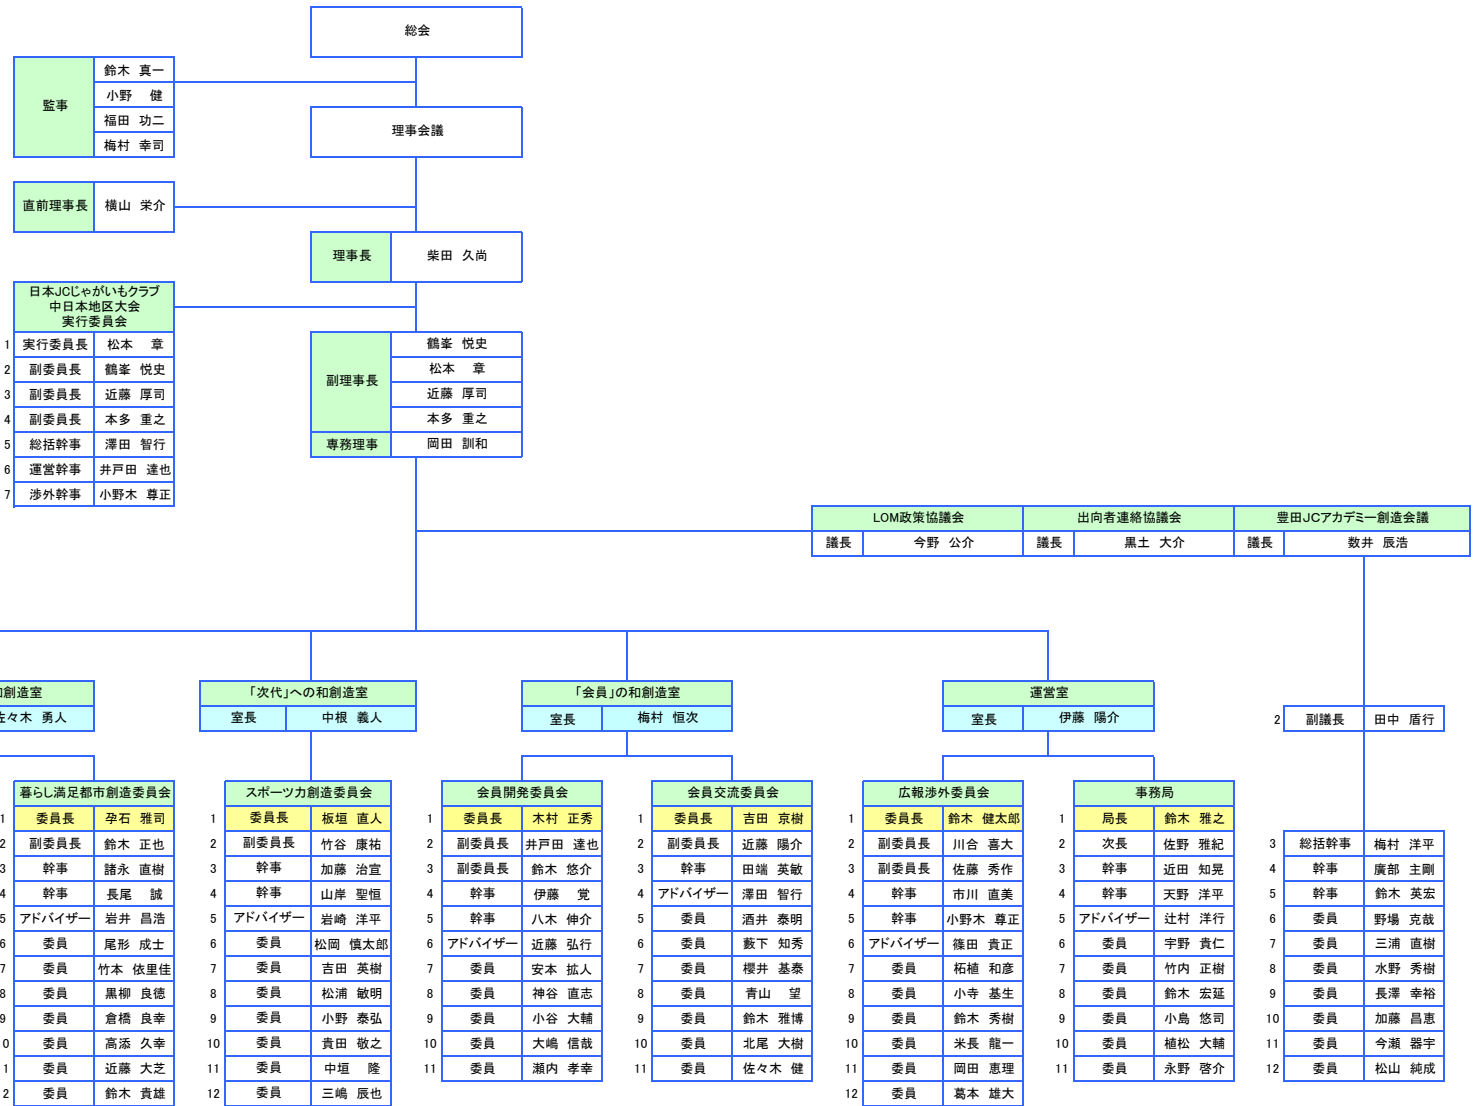 総会
監事
鈴木 真一
小野 健
福田 功二
梅村 幸司
理事会議
直前理事長 横山 栄介
理事長 柴田 久尚
日本JCじゃがいもクラブ
中日本地区大会
実行委員会
1 実行委員長 松本 章
2 副委員長 鶴峯 悦史
3 副委員長 近藤 厚司
4 副委員長 本多 重之
5 総括幹事 澤田 智行
6 運営幹事 井戸田 達也
7 渉外幹事 小野木 尊正
副理事長
鶴峯 悦史
松本 章
近藤 厚司
本多 重之
専務理事 岡田 訓和
LOM政策協議会
議長 今野 公介
出向者連絡協議会
議長 黒土 大介
豊田JCアカデミー創造会議
議長 数井 辰浩
創造室
佐々木 勇人
「次代」への和創造室
室長 中根 義人
「会員」の和創造室
室長 梅村 恒次
運営室
室長 伊藤 陽介
2 副議長 田中 盾行
暮らし満足都市創造委員会
1 委員長 孕石 雅司
2 副委員長 鈴木 正也
3 幹事 諸永 直樹
4 幹事 長尾 誠
5 アドバイザー 岩井 昌浩
6 委員 尾形 成士
7 委員 竹本 依里佳
8 委員 黒柳 良徳
9 委員 倉橋 良幸
0 委員 高添 久幸
1 委員 近藤 大芝
2 委員 鈴木 貴雄
スポーツ力創造委員会
1 委員長 板垣 直人
2 副委員長 竹谷 康祐
3 幹事 加藤 治宣
4 幹事 山岸 聖恒
5 アドバイザー 岩崎 洋平
6 委員 松岡 慎太郎
7 委員 吉田 英樹
8 委員 松浦 敏明
9 委員 小野 泰弘
10 委員 貴田 敬之
11 委員 中垣 隆
12 委員 三嶋 辰也
会員開発委員会
1 委員長 木村 正秀
2 副委員長 井戸田 達也
3 副委員長 鈴木 悠介
4 幹事 伊藤 覚
5 幹事 八木 伸介
6 アドバイザー 近藤 弘行
7 委員 安本 拡人
8 委員 神谷 直志
9 委員 小谷 大輔
10 委員 大嶋 信哉
11 委員 瀬内 孝幸
会員交流委員会
1 委員長 吉田 京樹
2 副委員長 近藤 陽介
3 幹事 田端 英敏
4 アドバイザー 澤田 智行
5 委員 酒井 泰明
6 委員 藪下 知秀
7 委員 櫻井 基泰
8 委員 青山 望
9 委員 鈴木 雅博
10 委員 北尾 大樹
11 委員 佐々木 健
広報渉外委員会
1 委員長 鈴木 健太郎
2 副委員長 川合 喜大
3 副委員長 佐藤 秀作
4 幹事 市川 直美
5 幹事 小野木 尊正
6 アドバイザー 篠田 貴正
7 委員 柘植 和彦
8 委員 小寺 基生
9 委員 鈴木 秀樹
10 委員 米長 龍一
11 委員 岡田 恵理
12 委員 葛本 雄大
事務局
1 局長 鈴木 雅之
2 次長 佐野 雅紀
3 幹事 近田 知晃
4 幹事 天野 洋平
5 アドバイザー 辻村 洋行
6 委員 宇野 貴仁
7 委員 竹内 正樹
8 委員 鈴木 宏延
9 委員 小島 悠司
10 委員 植松 大輔
11 委員 永野 啓介
3 総括幹事 梅村 洋平
4 幹事 廣部 主剛
5 幹事 鈴木 英宏
6 委員 野場 克哉
7 委員 三浦 直樹
8 委員 水野 秀樹
9 委員 長澤 幸裕
10 委員 加藤 昌恵
11 委員 今瀬 器宇
12 委員 松山 純成